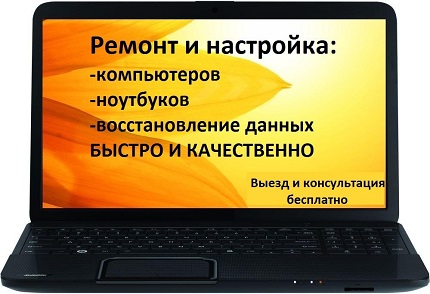 Ремонт и настройка:
-компьютеров
-ноутбуков
-восстановление данных
БЫСТРО И КАЧЕСТВЕННО
Выезд и консультация
бесплатно